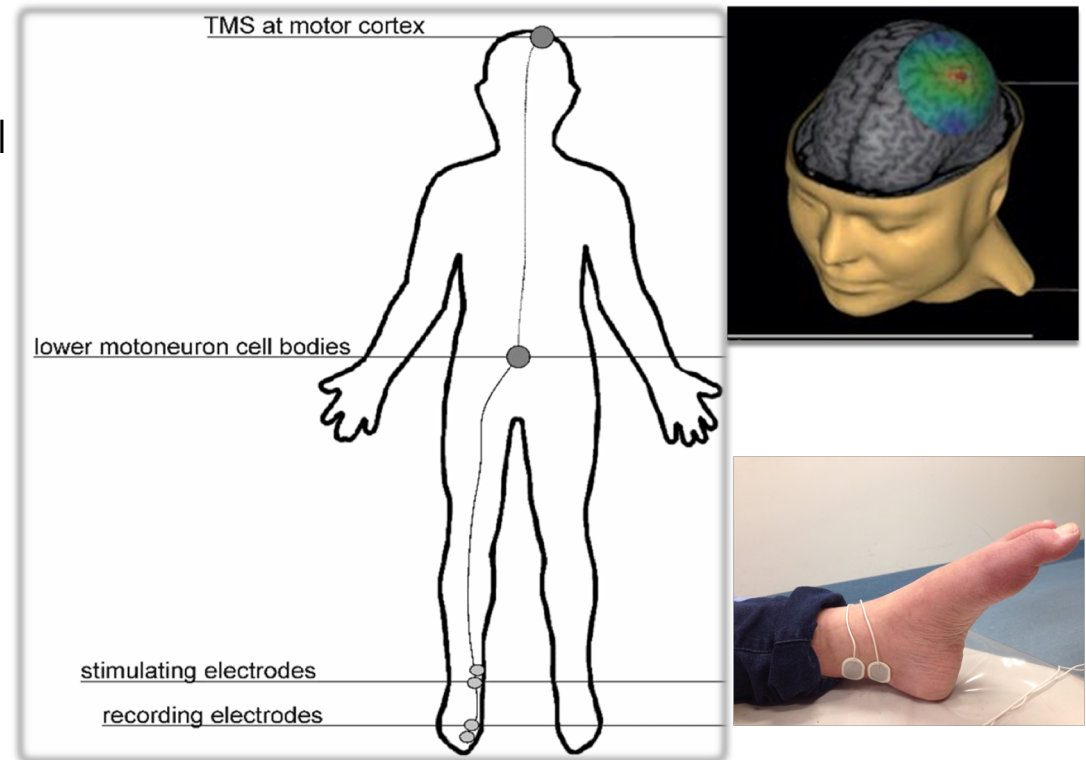 TMS at motor cortex
lower motoneuron cell bodies
stimulating electrodes
recording electrodes